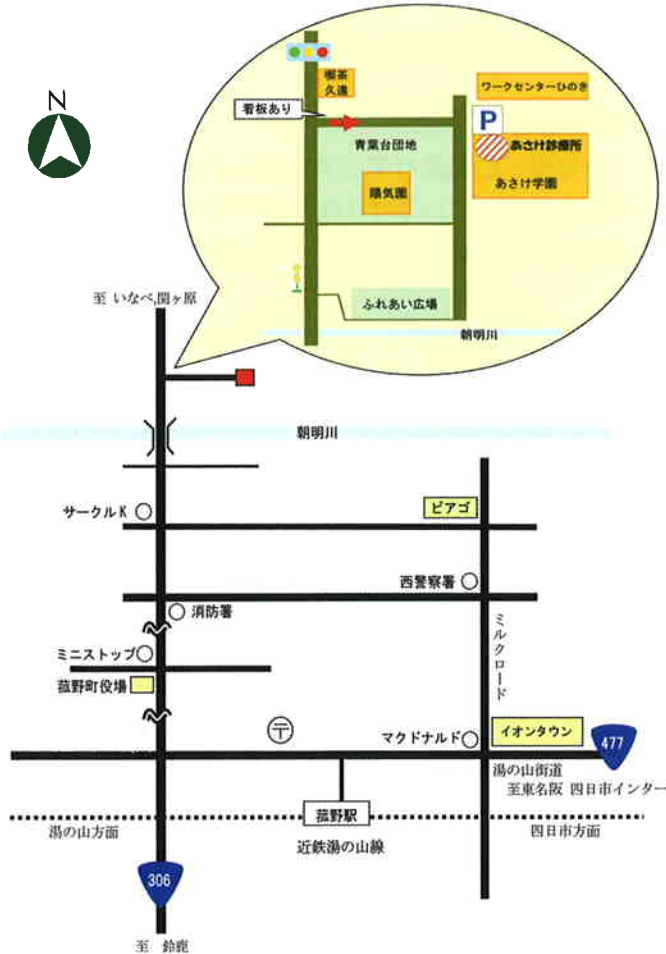 N
喫茶
久遠
ワークセンターひのき
看板あり
P
青葉台団地
あさけ診療所
陽気園
あさけ学園
ふれあい広場
朝明川
至 いなべ,関ヶ原
朝明川
サークルK
ピアゴ
西警察署
消防署
ミルクロード
ミニストップ
菰野町役場
〒
マクドナルド
イオンタウン
477
湯の山街道
至東名阪 四日市インター
菰野駅
湯の山方面
四日市方面
近鉄湯の山線
306
至 鈴鹿